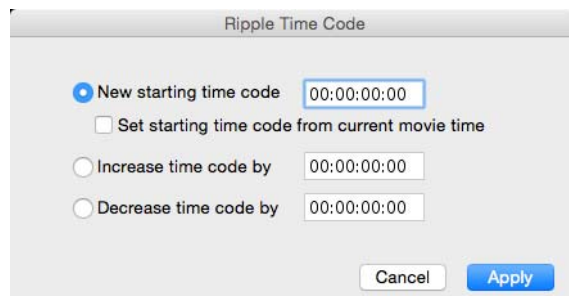 Ripple Time Code
New starting time code 00:00:00:00
Set starting time code from current movie time
Increase time code by 00:00:00:00
Decrease time code by 00:00:00:00
Cancel Apply